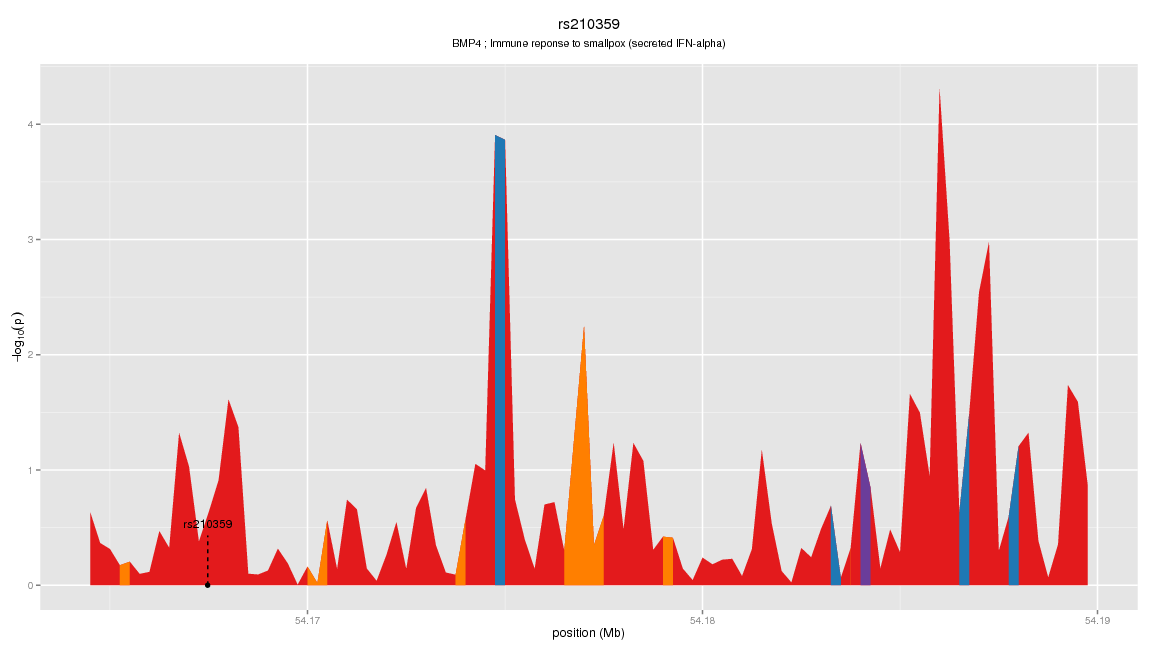 rs210359
BMP4 ; Immune reponse to smallpox (secreted IFN-alpha)
−log10(p)
4
3
2
1
0
rs210359
54.17
54.18
54.19
position (Mb)